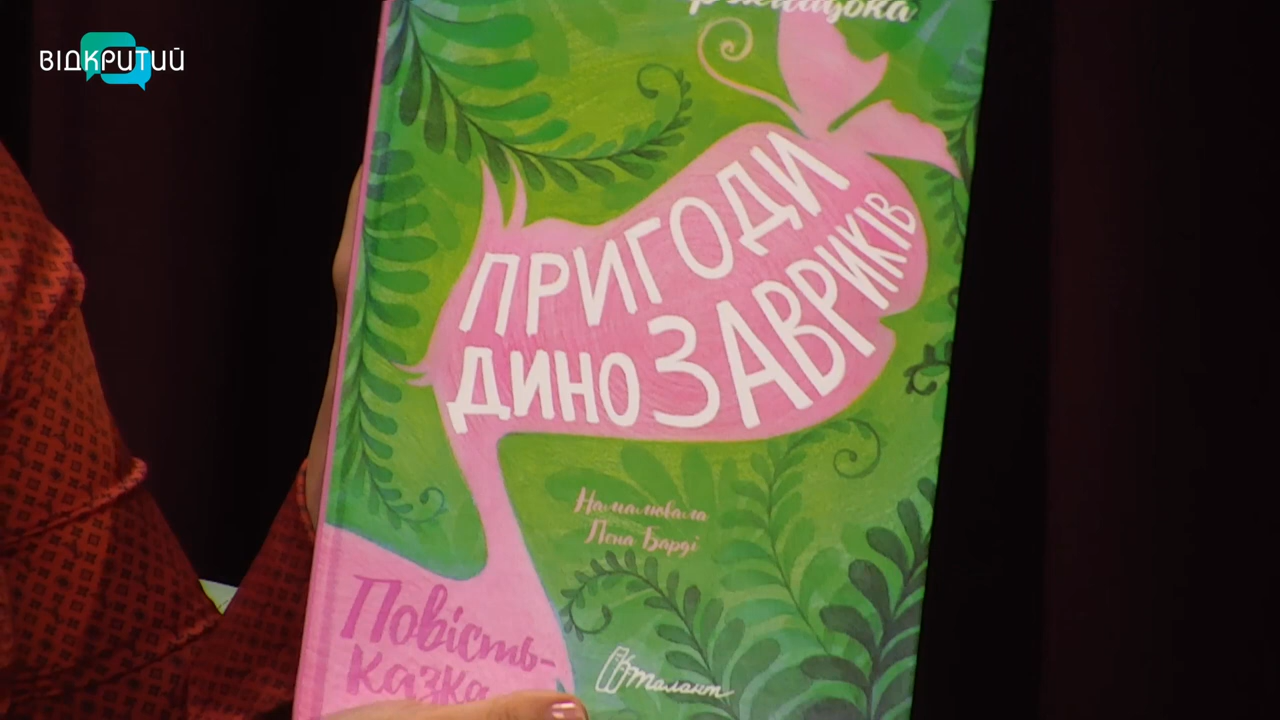 ВІДКРИТИЙ
ПРИГОДИ
ДИНОЗАВРИКІВ
Намалювала
Лєна Барді
Повість-
казка
Талант